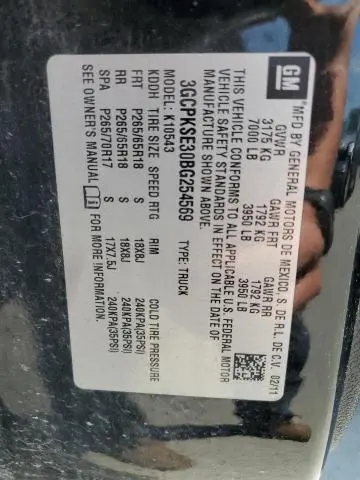 GM
MFD BY GENERAL MOTORS DE MEXICO, S. DE R.L. DE C.V. 02/11
GVWR GAWR FRT GAWR RR
3175 KG 1792 KG 1792 KG
7000 LB 3950 LB 3950 LB
THIS VEHICLE CONFORMS TO ALL APPLICABLE U.S. FEDERAL MOTOR
VEHICLE SAFETY STANDARDS IN EFFECT ON THE DATE OF
MANUFACTURE SHOWN ABOVE.
3GCPKSE30BG254569 TYPE: TRUCK
KDDH K10543
TIRE SIZE SPEED RTG RIM COLD TIRE PRESSURE
FRT P265/65R18 S 18X8J 240KPA(35PSI)
RR P265/65R18 S 18X8J 240KPA(35PSI)
SPA P265/70R17 S 17X7.5J 240KPA(35PSI)
SEE OWNER'S MANUAL FOR MORE INFORMATION.